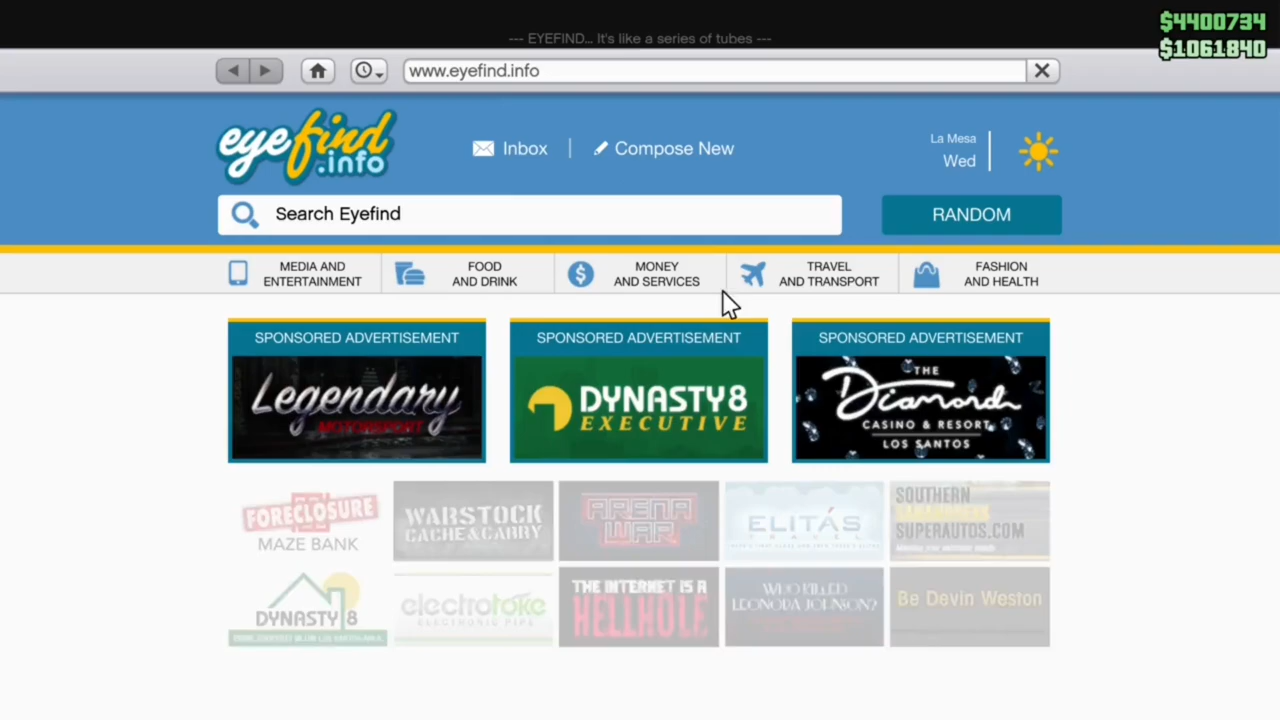 $4400734
$1061840
--- EYEFIND... It's like a series of tubes ---
www.eyefind.info
eyefind
.info
Inbox
Compose New
La Mesa
Wed
Search Eyefind
RANDOM
MEDIA AND
ENTERTAINMENT
FOOD
AND DRINK
MONEY
AND SERVICES
TRAVEL
AND TRANSPORT
FASHION
AND HEALTH
SPONSORED ADVERTISEMENT
Legendary
MOTORSPORT
SPONSORED ADVERTISEMENT
DYNASTY8
EXECUTIVE
SPONSORED ADVERTISEMENT
THE
Diamond
CASINO & RESORT
LOS SANTOS
FORECLOSURE
MAZE BANK
WARSTOCK
CACHE&CARRY
ARENA
WAR
ELITÁS
TRAVEL
SOUTHERN
SAN ANDREAS
SUPERAUTOS.COM
DYNASTY 8
electrotoke
ELECTRONIC PIPE
THE INTERNET IS A
HELLHOLE
WHO KILLED
LEONORA JOHNSON?
Be Devin Weston